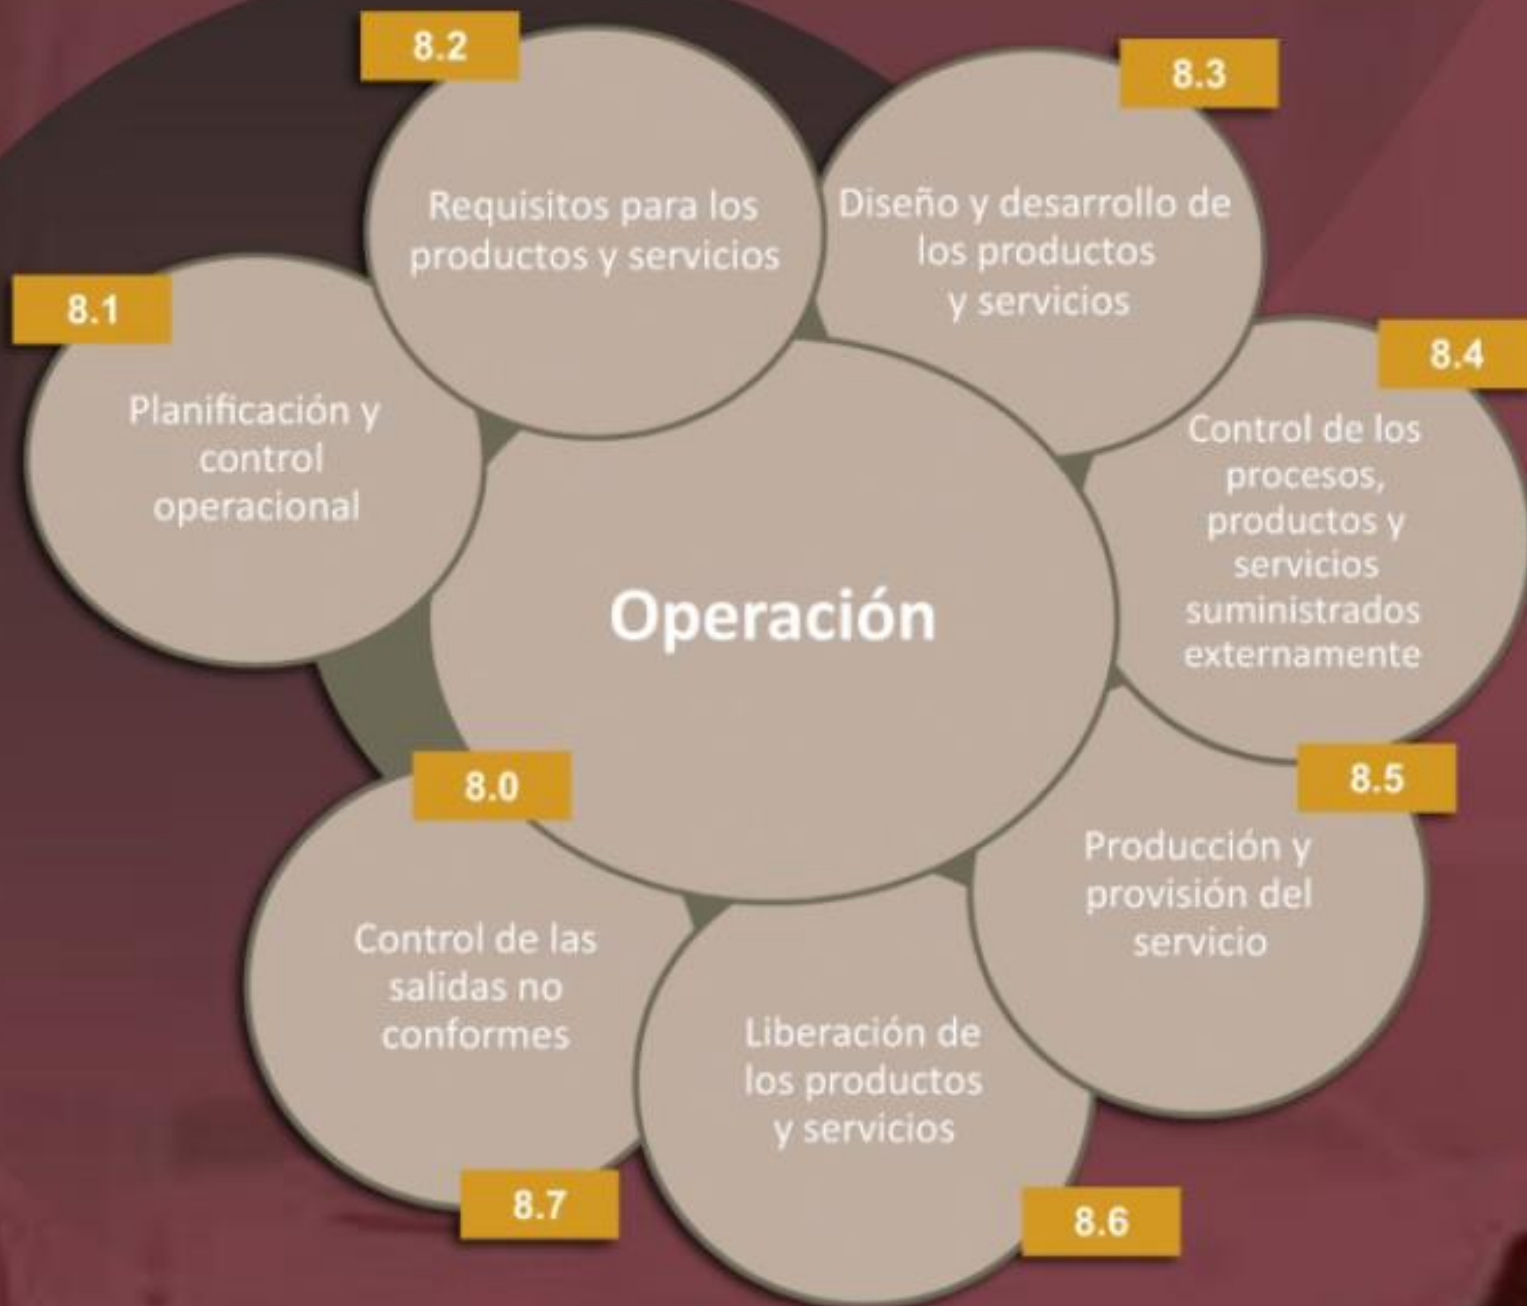 8.2
Requisitos para los
productos y servicios
8.3
Diseño y desarrollo de
los productos
y servicios
8.1
Planificación y
control
operacional
8.4
Control de los
procesos,
productos y
servicios
suministrados
externamente
Operación
8.0
8.5
Producción y
provisión del
servicio
Control de las
salidas no
conformes
8.7
Liberación de
los productos
y servicios
8.6